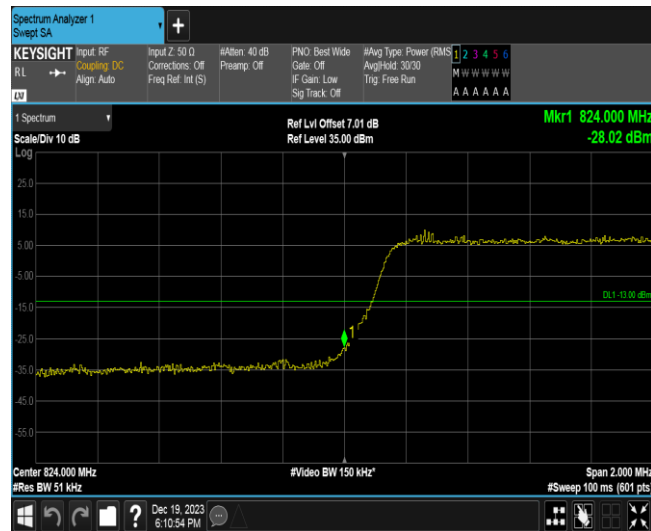 Spectrum Analyzer 1
Swept SA
+
KEYSIGHT
RL
LXI
Input: RF
Coupling: DC
Align: Auto
Input Z: 50 Ω
Corrections: Off
Freq Ref: Int (S)
#Atten: 40 dB
Preamp: Off
PNO: Best Wide
Gate: Off
IF Gain: Low
Sig Track: Off
#Avg Type: Power (RMS
Avg|Hold: 30/30
Trig: Free Run
1 2 3 4 5 6
M W W W W W
A A A A A A
1 Spectrum
Scale/Div 10 dB
Ref Lvl Offset 7.01 dB
Ref Level 35.00 dBm
Mkr1 824.000 MHz
-28.02 dBm
Log
25.0
15.0
5.00
-5.00
DL1 -13.00 dBm
-15.0
-25.0
1
-35.0
-45.0
-55.0
Center 824.000 MHz
#Video BW 150 kHz*
Span 2.000 MHz
#Res BW 51 kHz
#Sweep 100 ms (601 pts)
?
Dec 19, 2023
6:10:54 PM